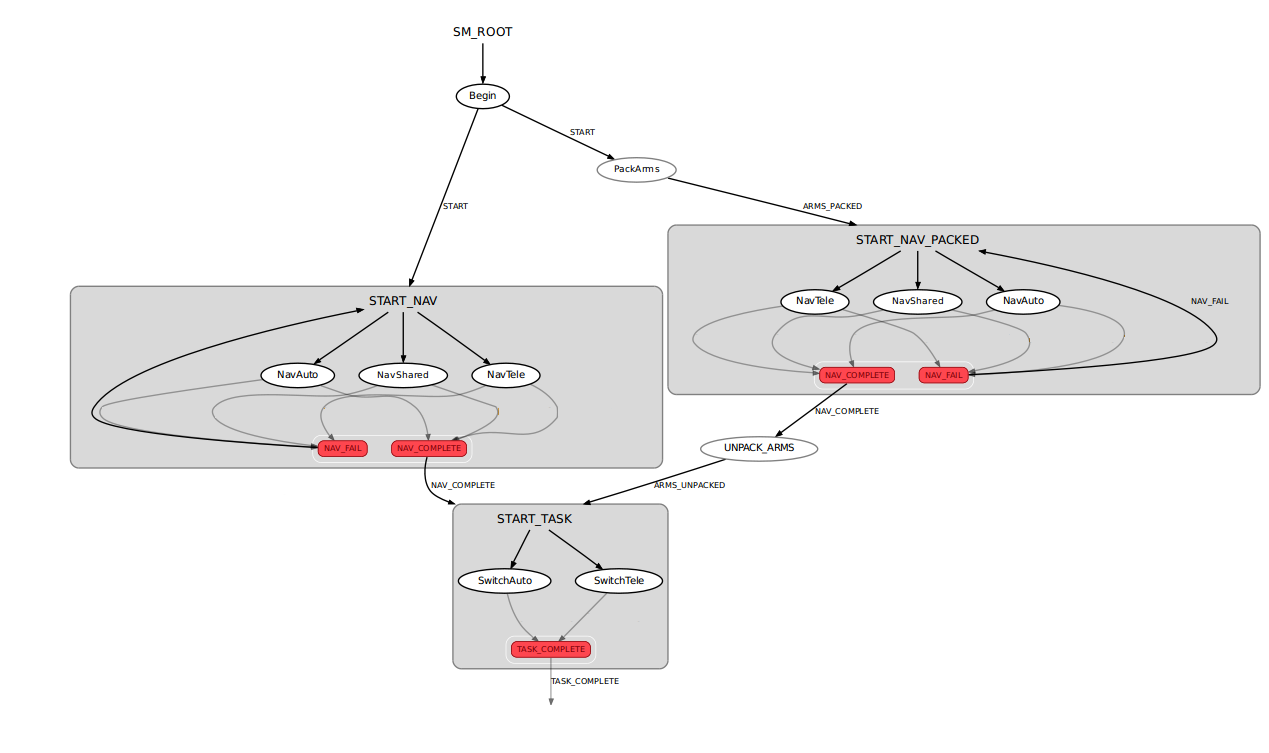 SM_ROOT
Begin
START
PackArms
START
ARMS_PACKED
START_NAV_PACKED
NavTele
NavShared
NavAuto
NAV_FAIL
NAV_COMPLETE
NAV_FAIL
START_NAV
NavAuto
NavShared
NavTele
NAV_FAIL
NAV_COMPLETE
NAV_COMPLETE
UNPACK_ARMS
NAV_COMPLETE
ARMS_UNPACKED
START_TASK
SwitchAuto
SwitchTele
TASK_COMPLETE
TASK_COMPLETE